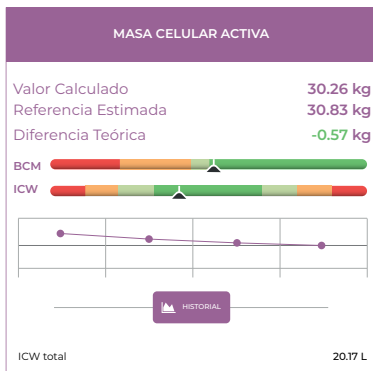 MASA CELULAR ACTIVA
Valor Calculado 30.26 kg
Referencia Estimada 30.83 kg
Diferencia Teórica -0.57 kg
BCM
ICW
HISTORIAL
ICW total 20.17 L